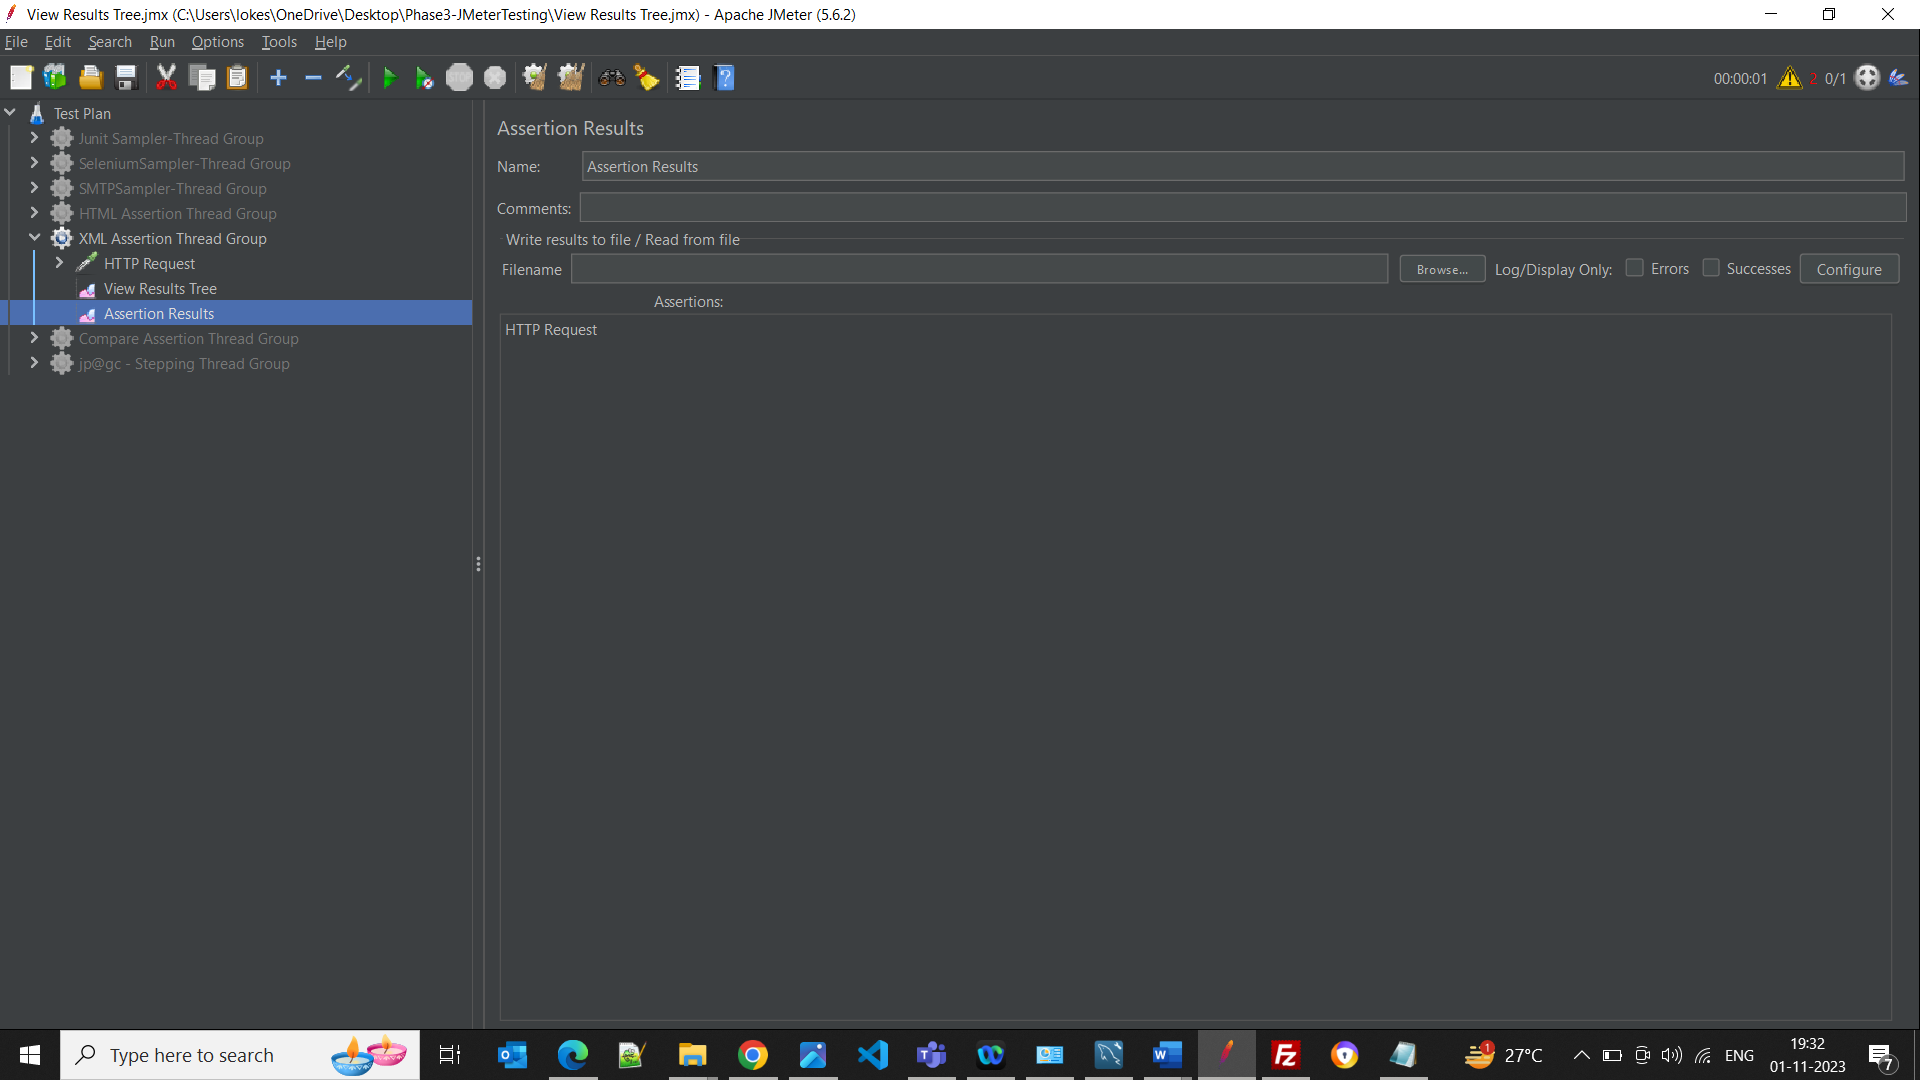 View Results Tree.jmx (C:\Users\lokes\OneDrive\Desktop\Phase3-JMeterTesting\View Results Tree.jmx) - Apache JMeter (5.6.2)
File Edit Search Run Options Tools Help
STOP
00:00:01 2 0/1
Test Plan
Junit Sampler-Thread Group
SeleniumSampler-Thread Group
SMTPSampler-Thread Group
HTML Assertion Thread Group
XML Assertion Thread Group
HTTP Request
View Results Tree
Assertion Results
Compare Assertion Thread Group
jp@gc - Stepping Thread Group
Assertion Results
Name: Assertion Results
Comments:
Write results to file / Read from file
Filename Browse... Log/Display Only: Errors Successes Configure
Assertions:
HTTP Request
Type here to search
1 27°C ENG
19:32
01-11-2023
7